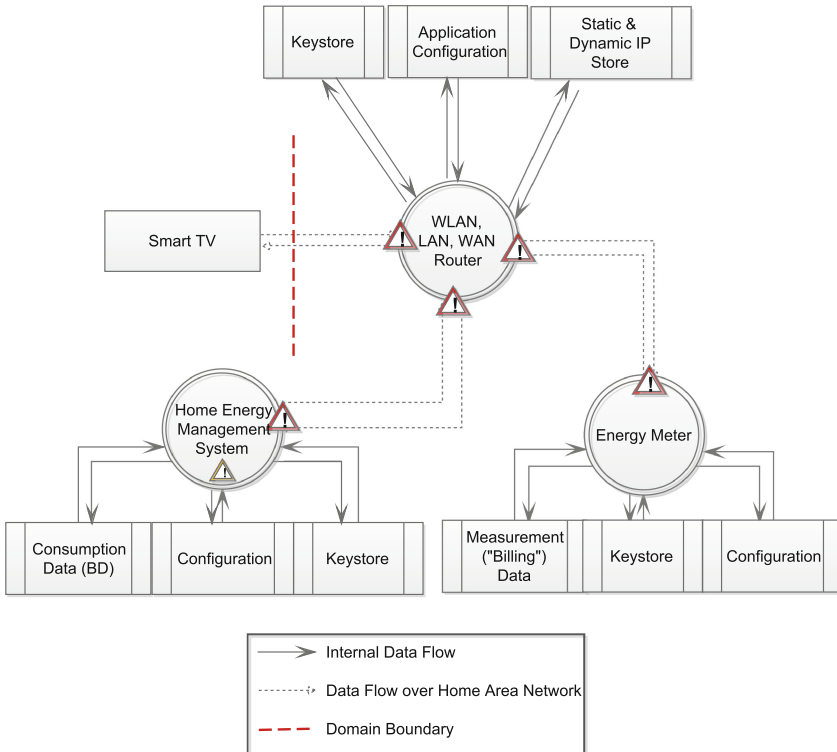 Keystore
Application
Configuration
Static &
Dynamic IP
Store
WLAN,
LAN, WAN
Router
!
!
!
Smart TV
Home Energy
Management
System
!
!
Energy Meter
!
Consumption
Data (BD)
Configuration
Keystore
Measurement
("Billing")
Data
Keystore
Configuration
Internal Data Flow
Data Flow over Home Area Network
Domain Boundary